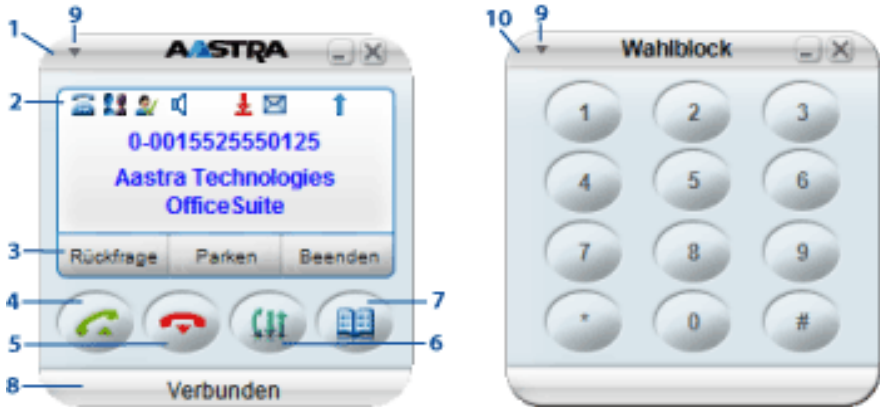 9
1
AASTRA
2
0-0015525550125
Aastra Technologies
OfficeSuite
3
Rückfrage Parken Beenden
4
7
5
6
8
Verbunden
10
9
Wahlblock
1 2 3
4 5 6
7 8 9
* 0 #